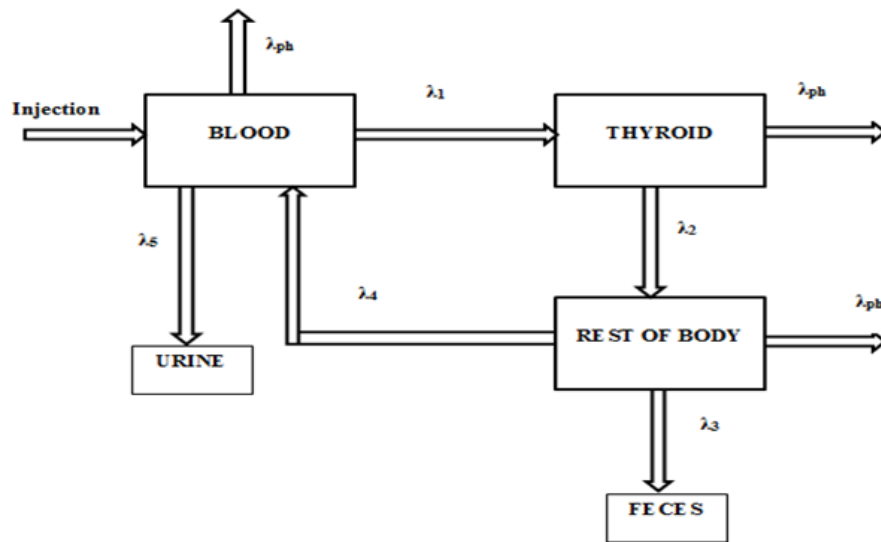 λph
Injection
BLOOD
λ1
THYROID
λph
λ5
λ2
λ4
REST OF BODY
λph
URINE
λ3
FECES